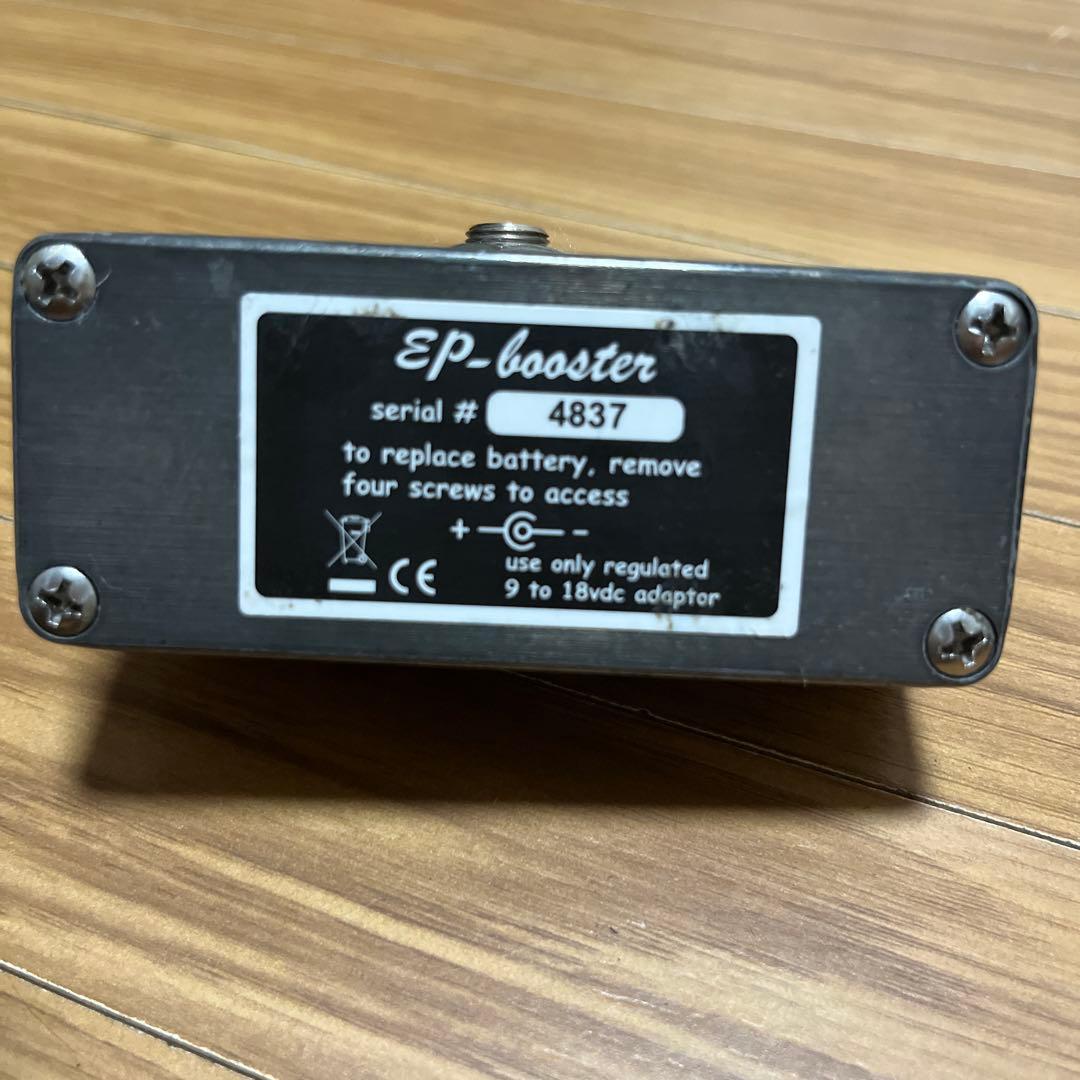 EP-booster
serial # 4837
to replace battery, remove
four screws to access
+ -
CE
use only regulated
9 to 18vdc adaptor